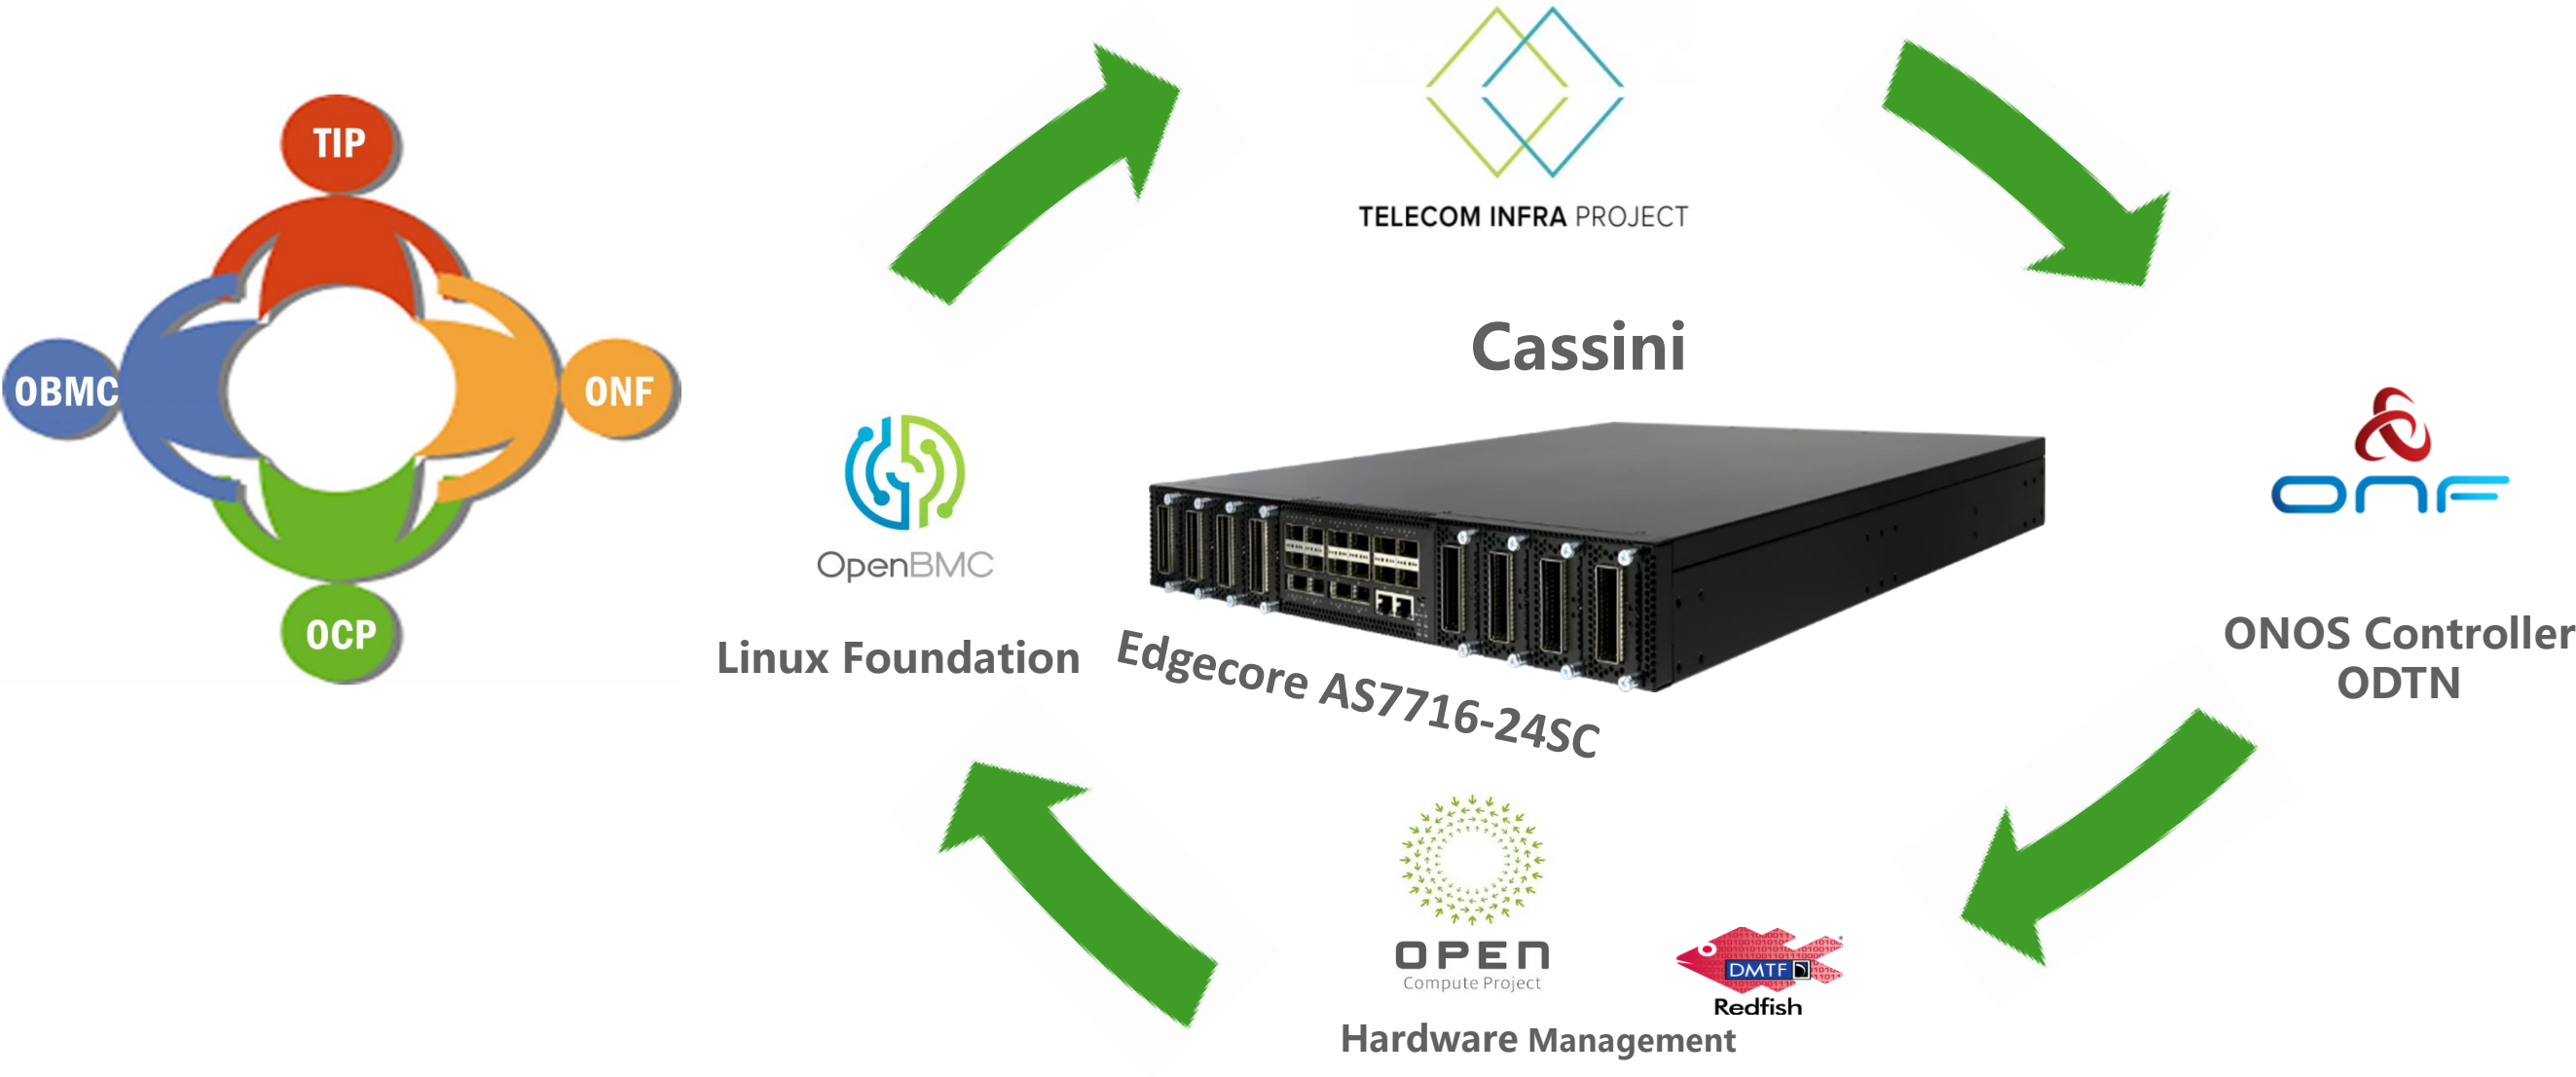 TIP
OBMC
ONF
OCP
TELECOM INFRA PROJECT
Cassini
OpenBMC
Linux Foundation
Edgecore AS7716-24SC
ONF
ONOS Controller
ODTN
OPEN
Compute Project
DMTF
Redfish
Hardware Management